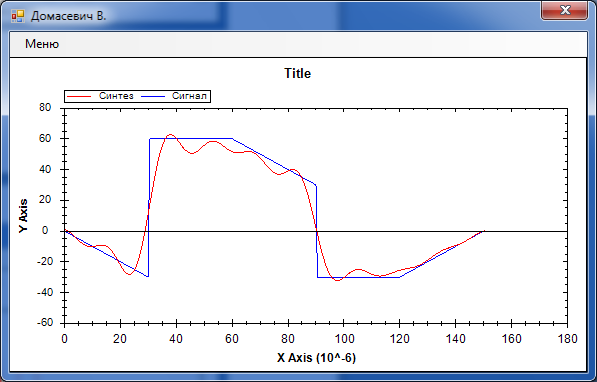 Домасевич В.
Меню
Title
Синтез Сигнал
80
60
40
20
0
-20
-40
-60
Y Axis
0 20 40 60 80 100 120 140 160 180
X Axis (10^-6)